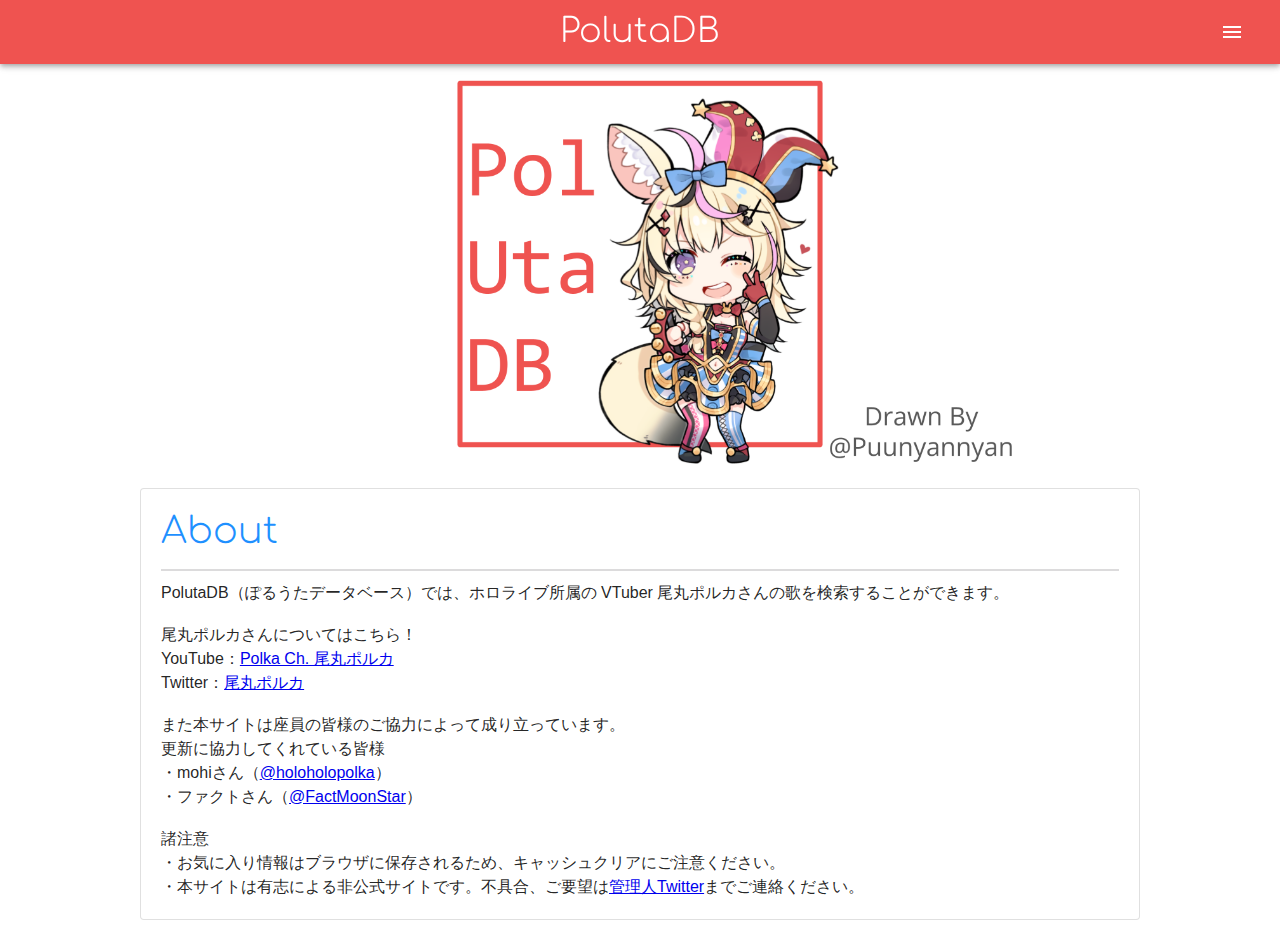 PolutaDB
Pol
Uta
DB
Drawn By
@Puunyannyan
About
PolutaDB（ぽるうたデータベース）では、ホロライブ所属の VTuber 尾丸ポルカさんの歌を検索することができます。
尾丸ポルカさんについてはこちら！
YouTube：Polka Ch. 尾丸ポルカ
Twitter：尾丸ポルカ
また本サイトは座員の皆様のご協力によって成り立っています。
更新に協力してくれている皆様
・mohiさん（@holoholopolka）
・ファクトさん（@FactMoonStar）
諸注意
・お気に入り情報はブラウザに保存されるため、キャッシュクリアにご注意ください。
・本サイトは有志による非公式サイトです。不具合、ご要望は管理人Twitterまでご連絡ください。